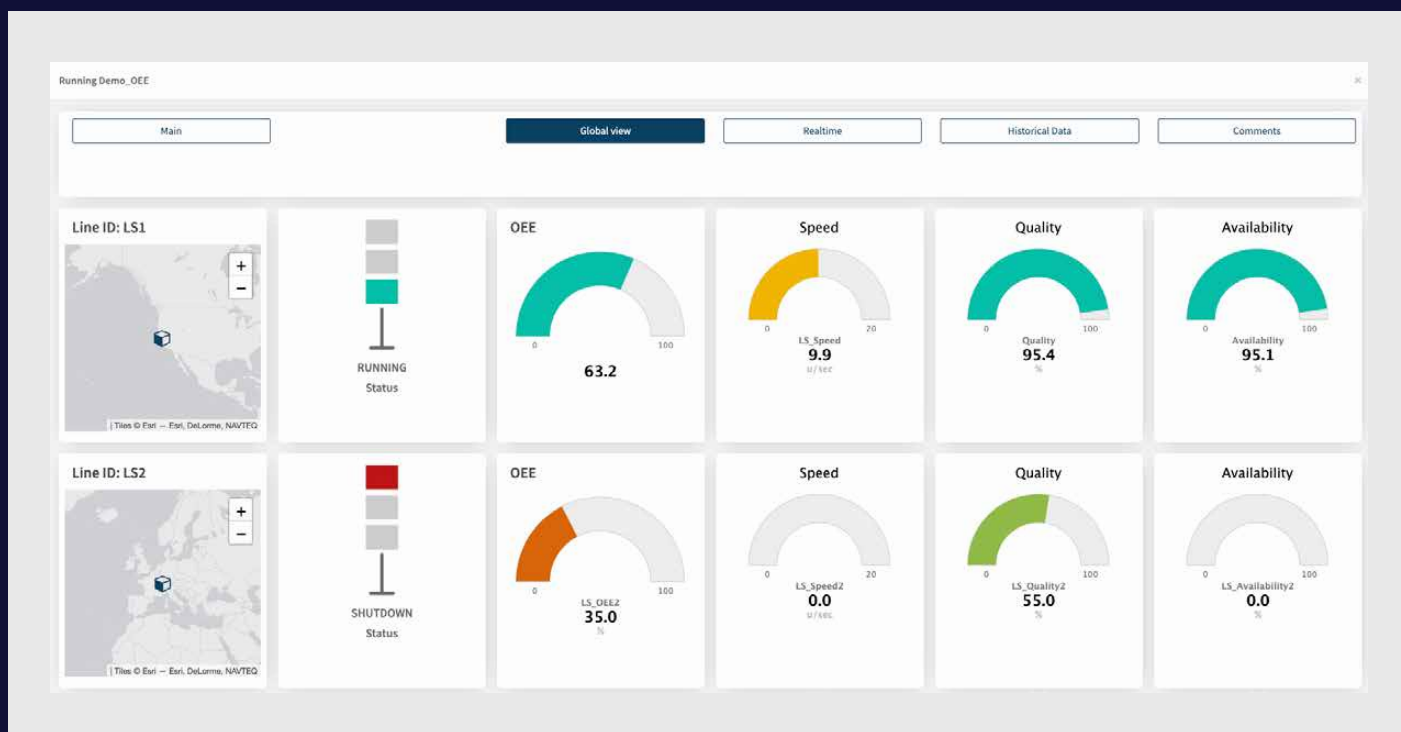 Running Demo_OEE
×
Main
Global view
Realtime
Historical Data
Comments
Line ID: LS1
+
−
| Tiles © Esri — Esri, DeLorme, NAVTEQ
RUNNING
Status
OEE
0 100
63.2
Speed
0 20
LS_Speed
9.9
u/sec
Quality
0 100
Quality
95.4
%
Availability
0 100
Availability
95.1
%
Line ID: LS2
+
−
| Tiles © Esri — Esri, DeLorme, NAVTEQ
SHUTDOWN
Status
OEE
0 100
LS_OEE2
35.0
%
Speed
0 20
LS_Speed2
0.0
u/sec
Quality
0 100
LS_Quality2
55.0
%
Availability
0 100
LS_Availability2
0.0
%